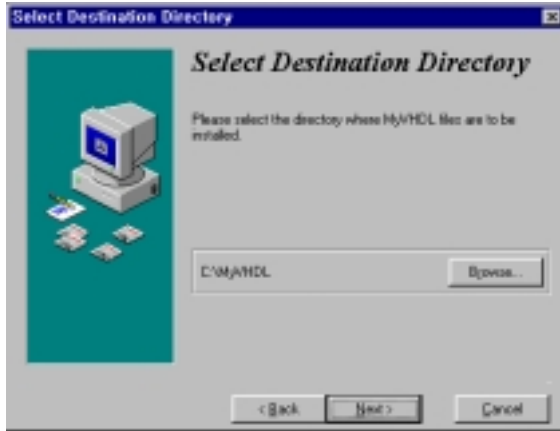 Select Destination Directory
Select Destination Directory
Please select the directory where MyVHDL files are to be
installed.
C:\MyVHDL
Browse...
< Back
Next >
Cancel